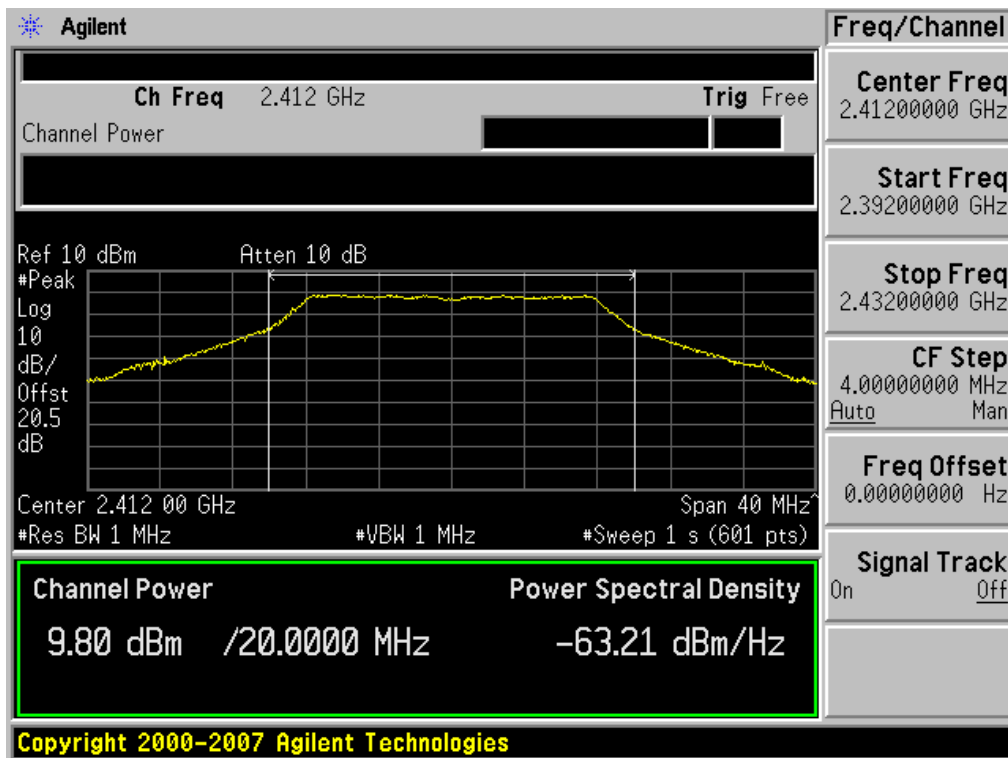 Agilent
Freq/Channel
Ch Freq 2.412 GHz Trig Free
Channel Power
Center Freq
2.41200000 GHz
Start Freq
2.39200000 GHz
Stop Freq
2.43200000 GHz
CF Step
4.00000000 MHz
Auto Man
Freq Offset
0.00000000 Hz
Signal Track
On Off
Ref 10 dBm Atten 10 dB
#Peak
Log
10
dB/
Offst
20.5
dB
Center 2.412 00 GHz Span 40 MHz^
#Res BW 1 MHz #VBW 1 MHz #Sweep 1 s (601 pts)
Channel Power Power Spectral Density
9.80 dBm /20.0000 MHz -63.21 dBm/Hz
Copyright 2000-2007 Agilent Technologies